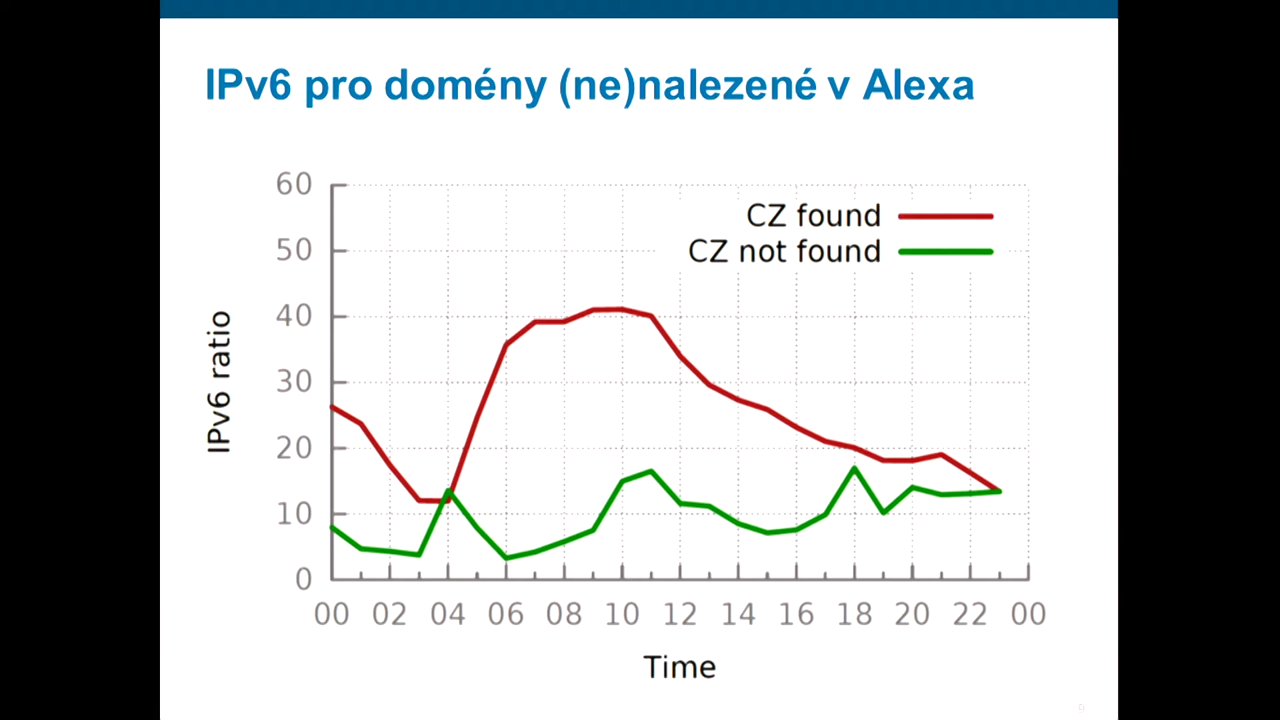 IPv6 pro domény (ne)nalezené v Alexa
60
50
40
30
20
10
0
IPv6 ratio
CZ found
CZ not found
00 02 04 06 08 10 12 14 16 18 20 22 00
Time
9